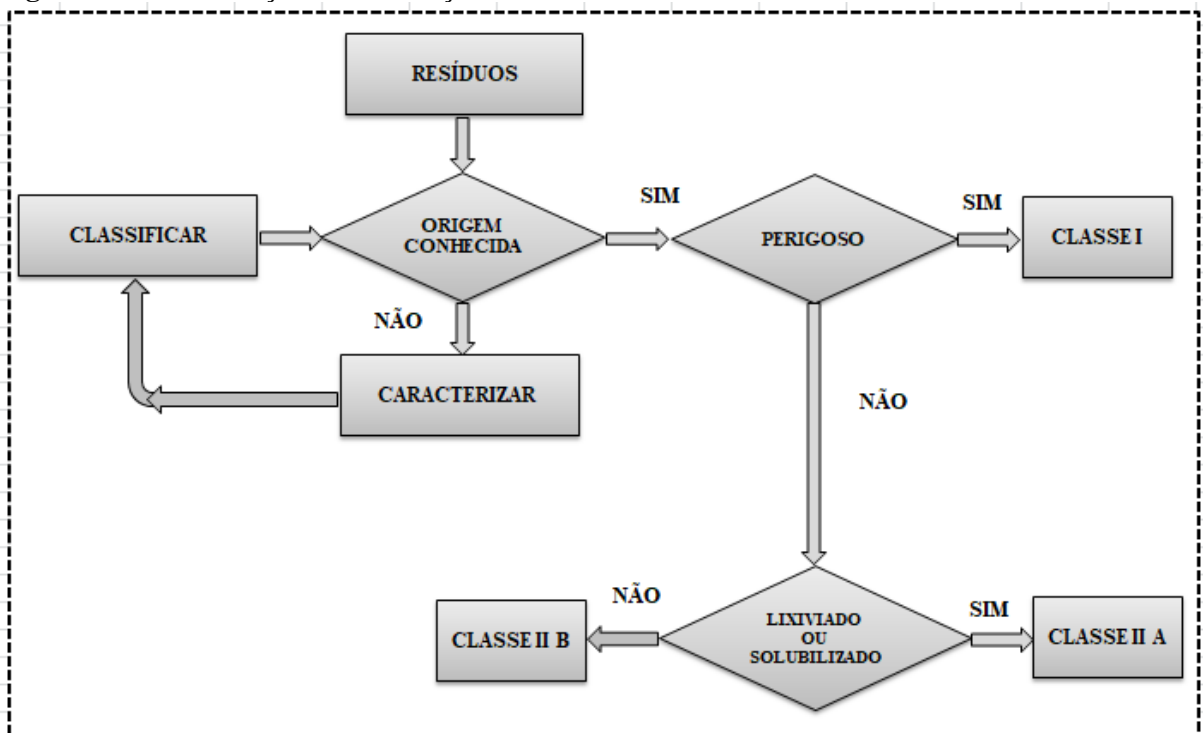 RESÍDUOS
SIM
SIM
CLASSIFICAR
ORIGEM
CONHECIDA
PERIGOSO
CLASSE I
NÃO
CARACTERIZAR
NÃO
NÃO
SIM
CLASSE II B
LIXIVIADO
OU
SOLUBILIZADO
CLASSE II A